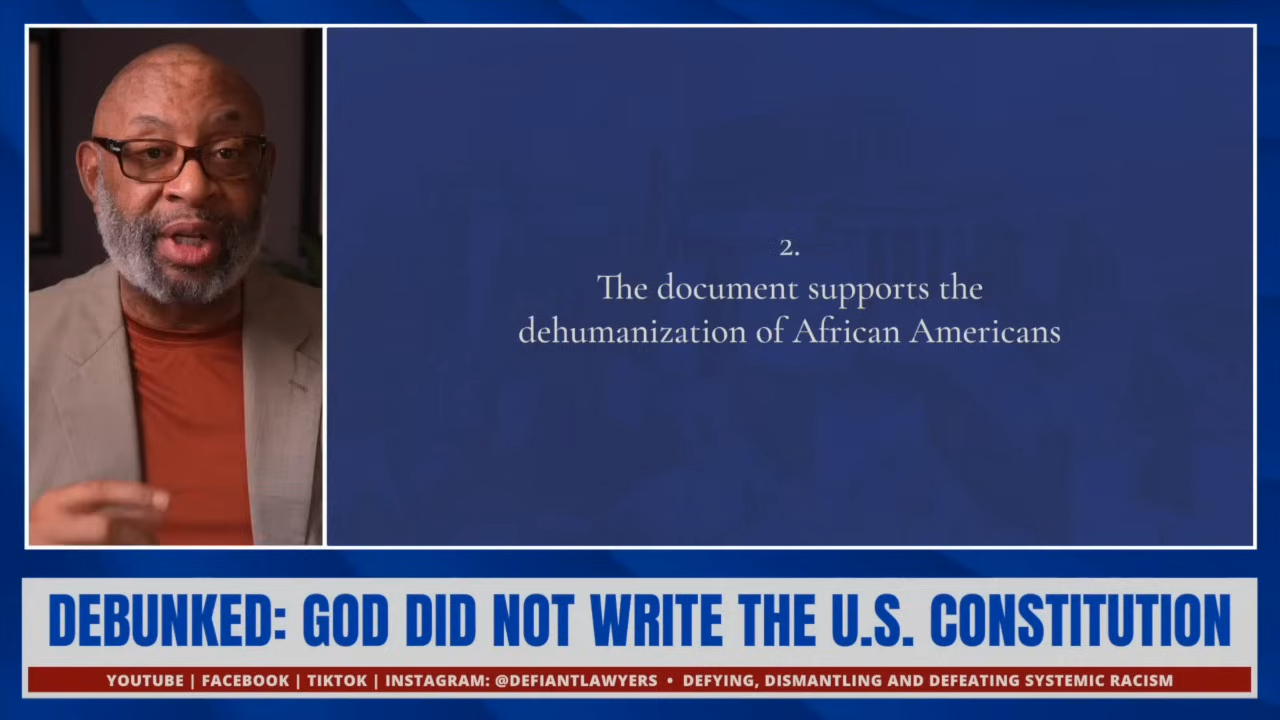 2.
The document supports the
dehumanization of African Americans
DEBUNKED: GOD DID NOT WRITE THE U.S. CONSTITUTION
YOUTUBE | FACEBOOK | TIKTOK | INSTAGRAM: @DEFIANTLAWYERS • DEFYING, DISMANTLING AND DEFEATING SYSTEMIC RACISM